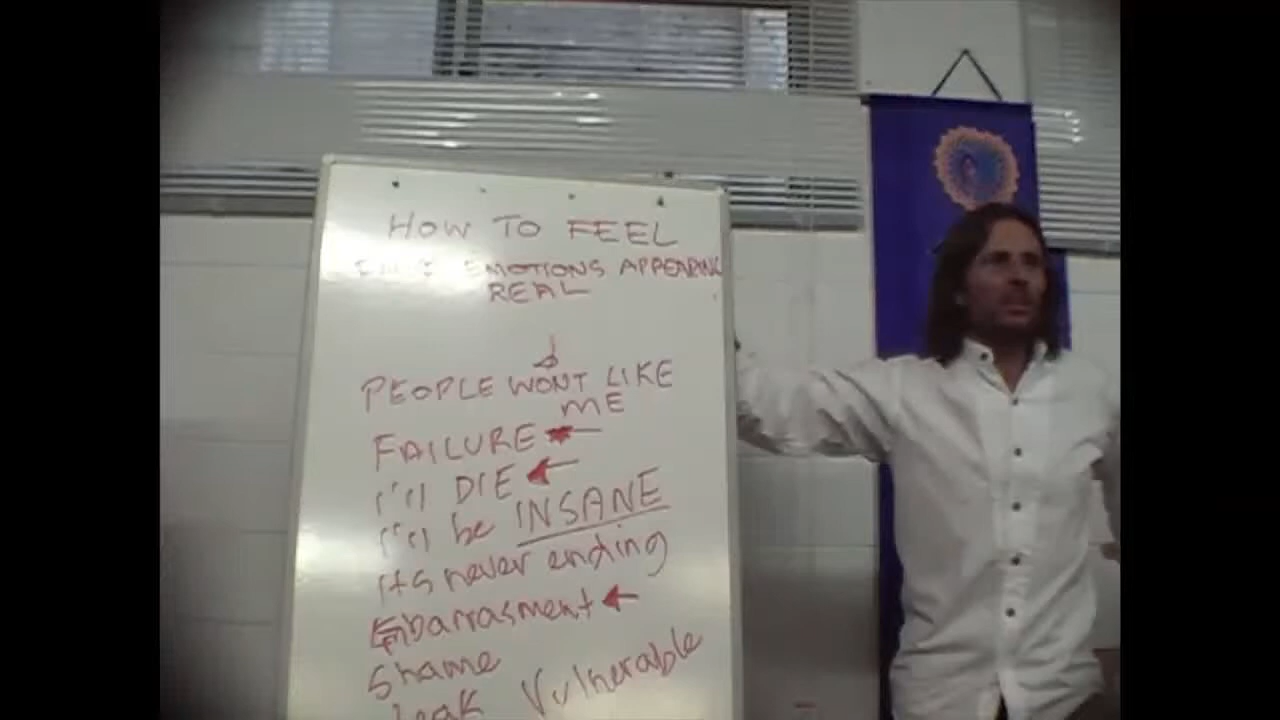 HOW TO FEEL
EMOTIONS APPEARING
REAL
PEOPLE WONT LIKE
ME
FAILURE
I'll DIE
I'll be INSANE
Its never ending
Embarrasment
Shame
Vulnerable